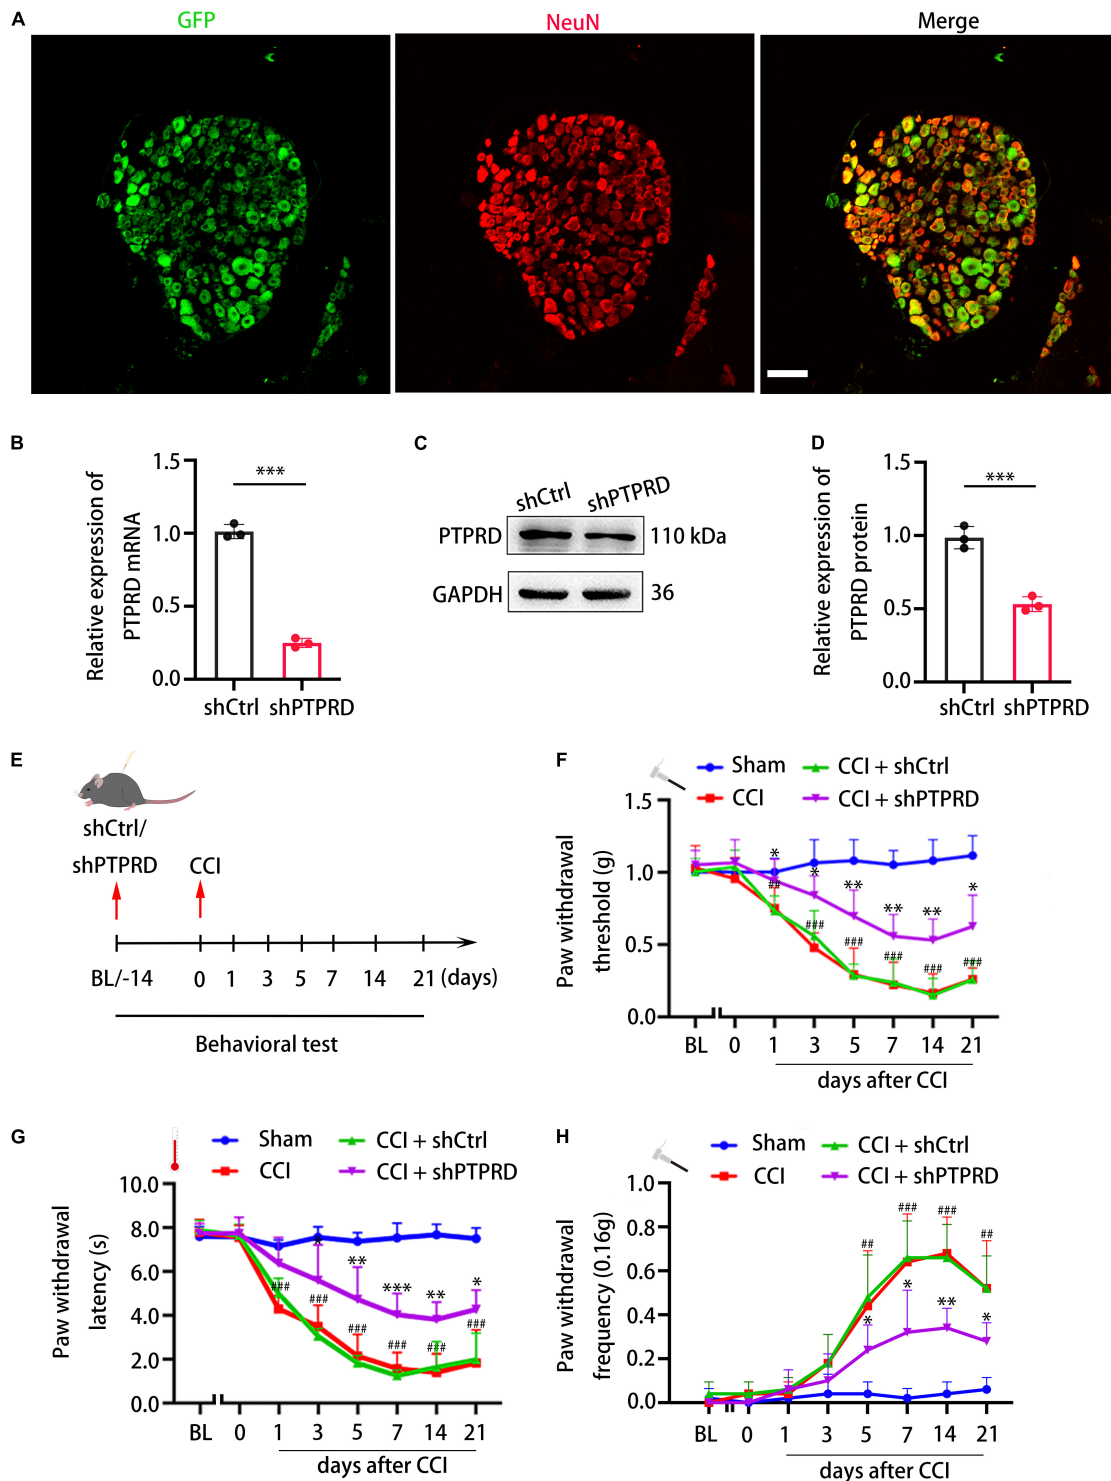 A
GFP
NeuN
Merge
B
Relative expression of
PTPRD mRNA
1.5
1.0
0.5
0.0
***
shCtrl shPTPRD
C
shCtrl shPTPRD
PTPRD 110 kDa
GAPDH 36
D
Relative expression of
PTPRD protein
1.5
1.0
0.5
0.0
***
shCtrl shPTPRD
E
shCtrl/
shPTPRD CCI
BL/-14 0 1 3 5 7 14 21 (days)
Behavioral test
F
Sham CCI + shCtrl
CCI CCI + shPTPRD
Paw withdrawal
threshold (g)
1.5
1.0
0.5
0.0
* * ** ** ** *
## ### ### ### ### ###
BL 0 1 3 5 7 14 21
days after CCI
G
Sham CCI + shCtrl
CCI CCI + shPTPRD
Paw withdrawal
latency (s)
10.0
8.0
6.0
4.0
2.0
0.0
* ** *** ** *
### ### ### ### ### ###
BL 0 1 3 5 7 14 21
days after CCI
H
Sham CCI + shCtrl
CCI CCI + shPTPRD
Paw withdrawal
frequency (0.16g)
1.0
0.8
0.6
0.4
0.2
0.0
## ### ### ##
* * ** *
BL 0 1 3 5 7 14 21
days after CCI